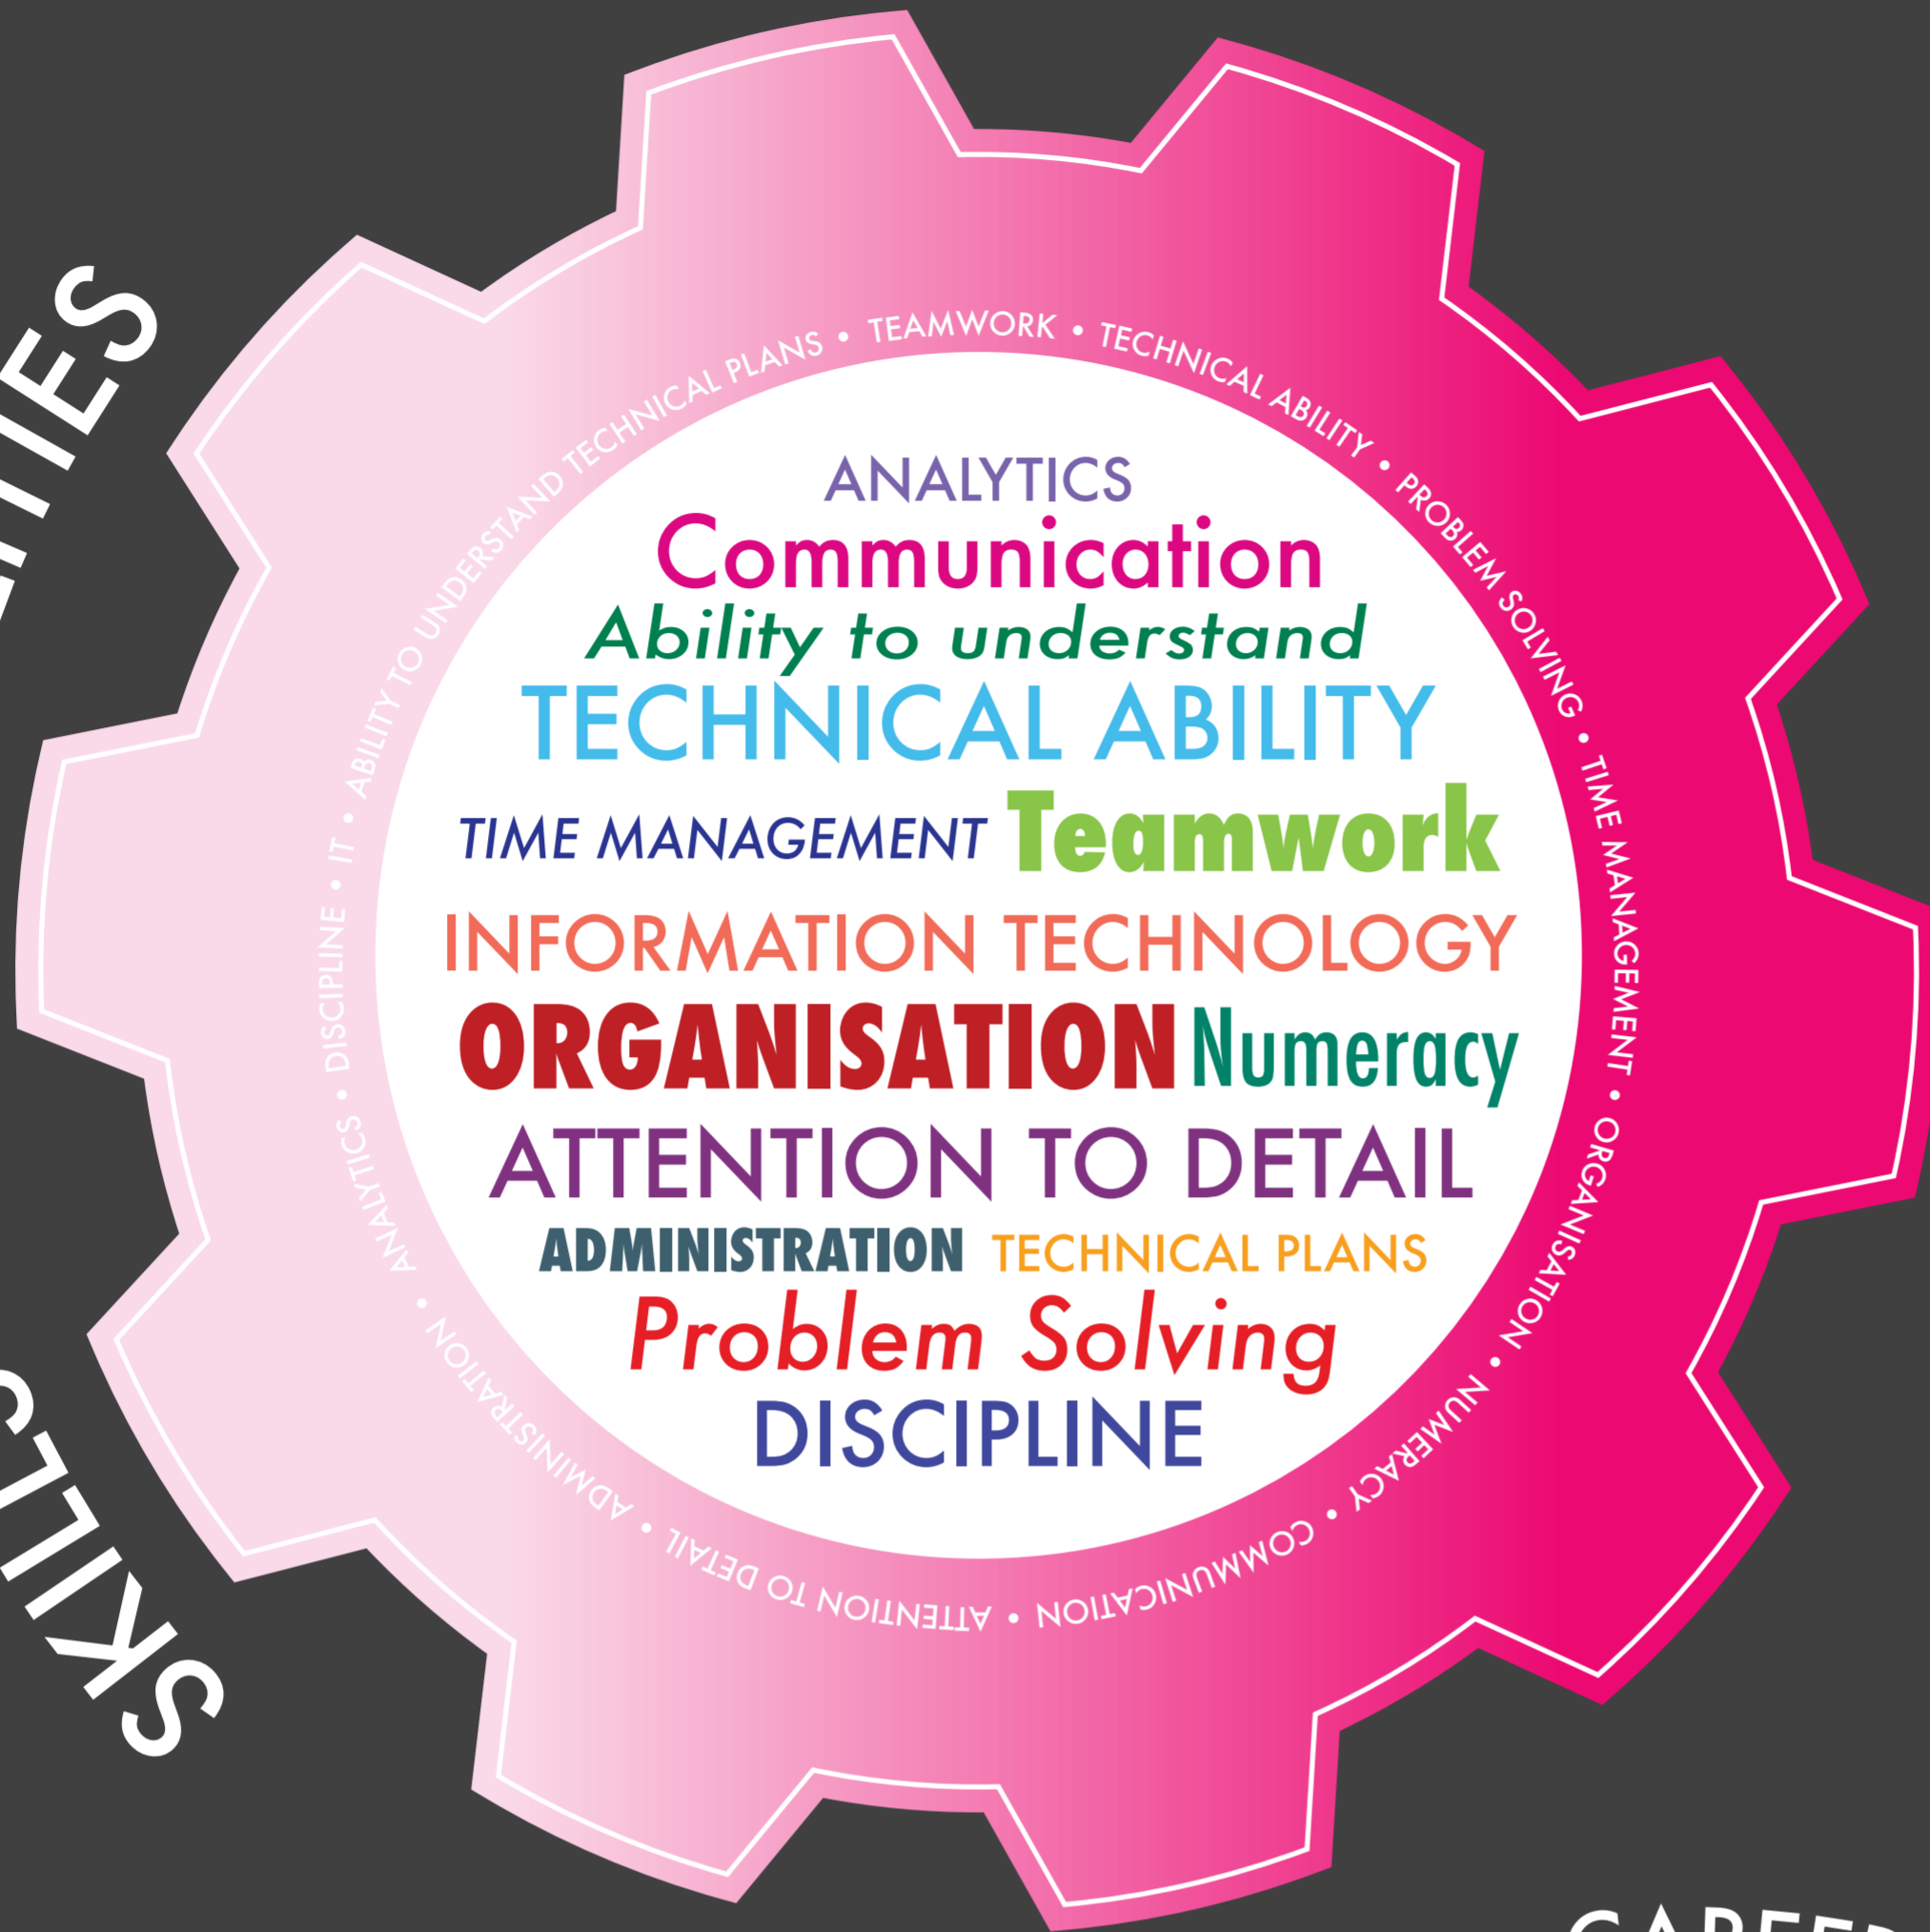 ANALYTICS
Communication
Ability to understand
TECHNICAL ABILITY
TIME MANAGEMENT Teamwork
INFORMATION TECHNOLOGY
ORGANISATION Numeracy
ATTENTION TO DETAIL
ADMINISTRATION TECHNICAL PLANS
Problem Solving
DISCIPLINE
TEAMWORK • TECHNICAL ABILITY • PROBLEM SOLVING • TIME MANAGEMENT • ORGANISATION • NUMERACY • COMMUNICATION • ATTENTION TO DETAIL • ADMINISTRATION • ANALYTICS • DISCIPLINE • IT • ABILITY TO UNDERSTAND TECHNICAL PLANS •
SKILLS